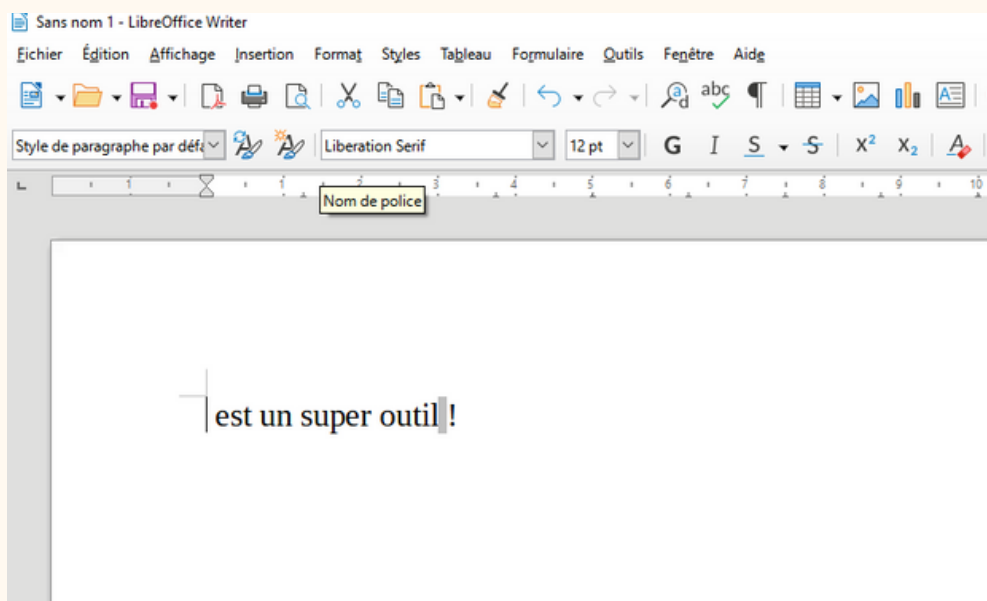 Sans nom 1 - LibreOffice Writer
Fichier Édition Affichage Insertion Format Styles Tableau Formulaire Outils Fenêtre Aide
Style de paragraphe par défa Liberation Serif 12 pt G I S S X² X₂ A
1 1 2 3 4 5 6 7 8 9 10
Nom de police
est un super outil !